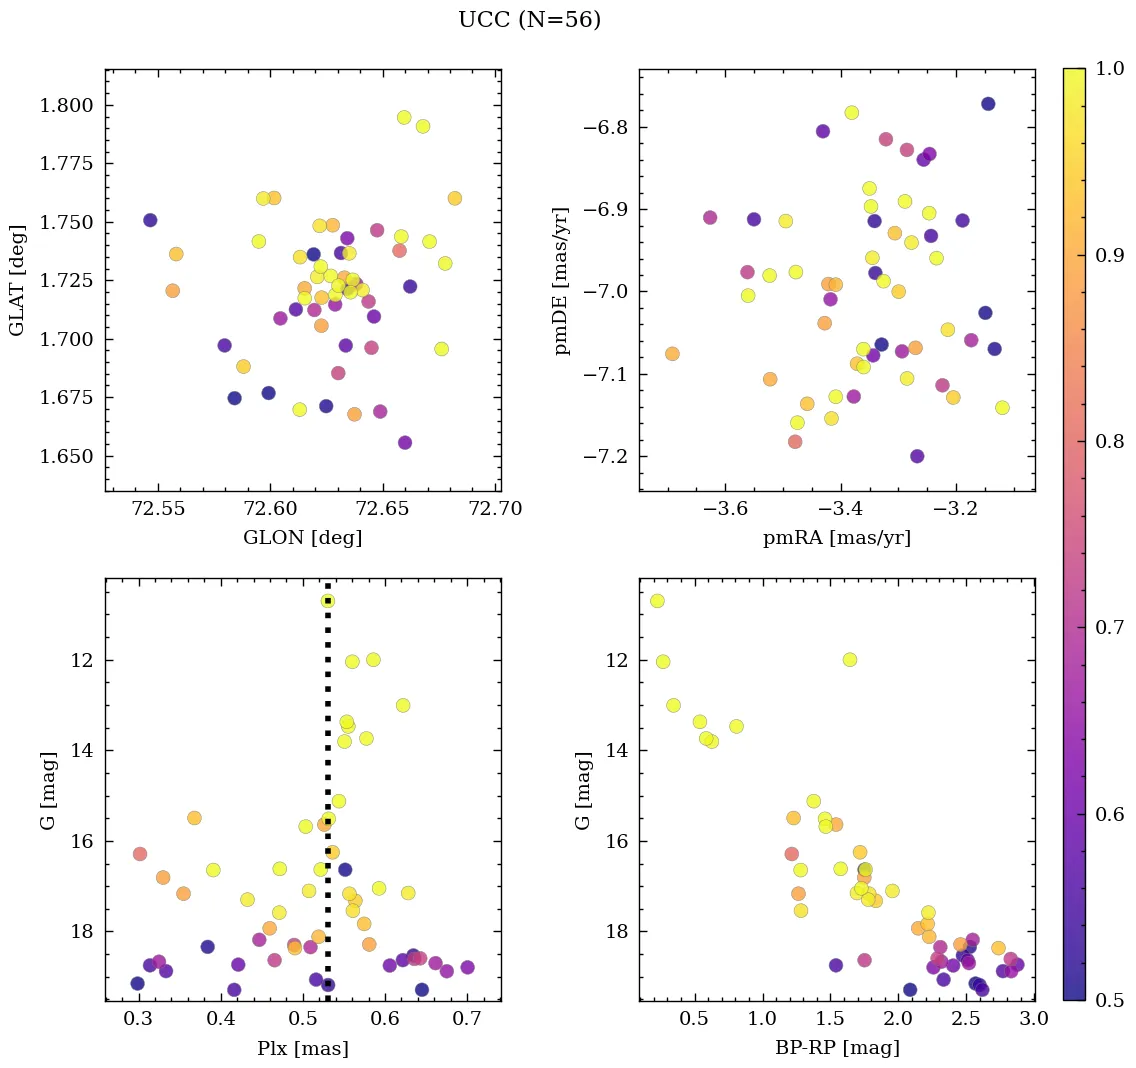 UCC (N=56)
1.800
1.775
1.750
1.725
1.700
1.675
1.650
GLAT [deg]
72.55 72.60 72.65 72.70
GLON [deg]
−6.8
−6.9
−7.0
−7.1
−7.2
pmDE [mas/yr]
−3.6 −3.4 −3.2
pmRA [mas/yr]
12
14
16
18
G [mag]
0.3 0.4 0.5 0.6 0.7
Plx [mas]
12
14
16
18
G [mag]
0.5 1.0 1.5 2.0 2.5 3.0
BP-RP [mag]
1.0
0.9
0.8
0.7
0.6
0.5